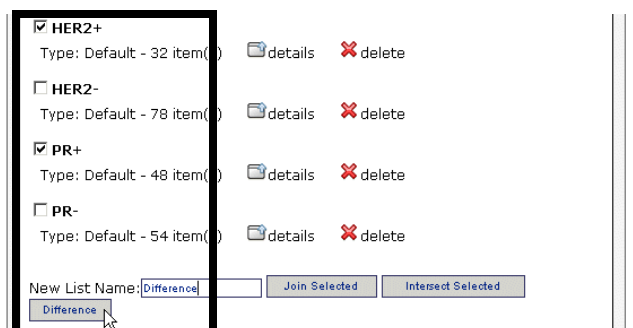 HER2+
Type: Default - 32 item( ) details delete
HER2-
Type: Default - 78 item( ) details delete
PR+
Type: Default - 48 item( ) details delete
PR-
Type: Default - 54 item( ) details delete
New List Name: Difference Join Selected Intersect Selected
Difference